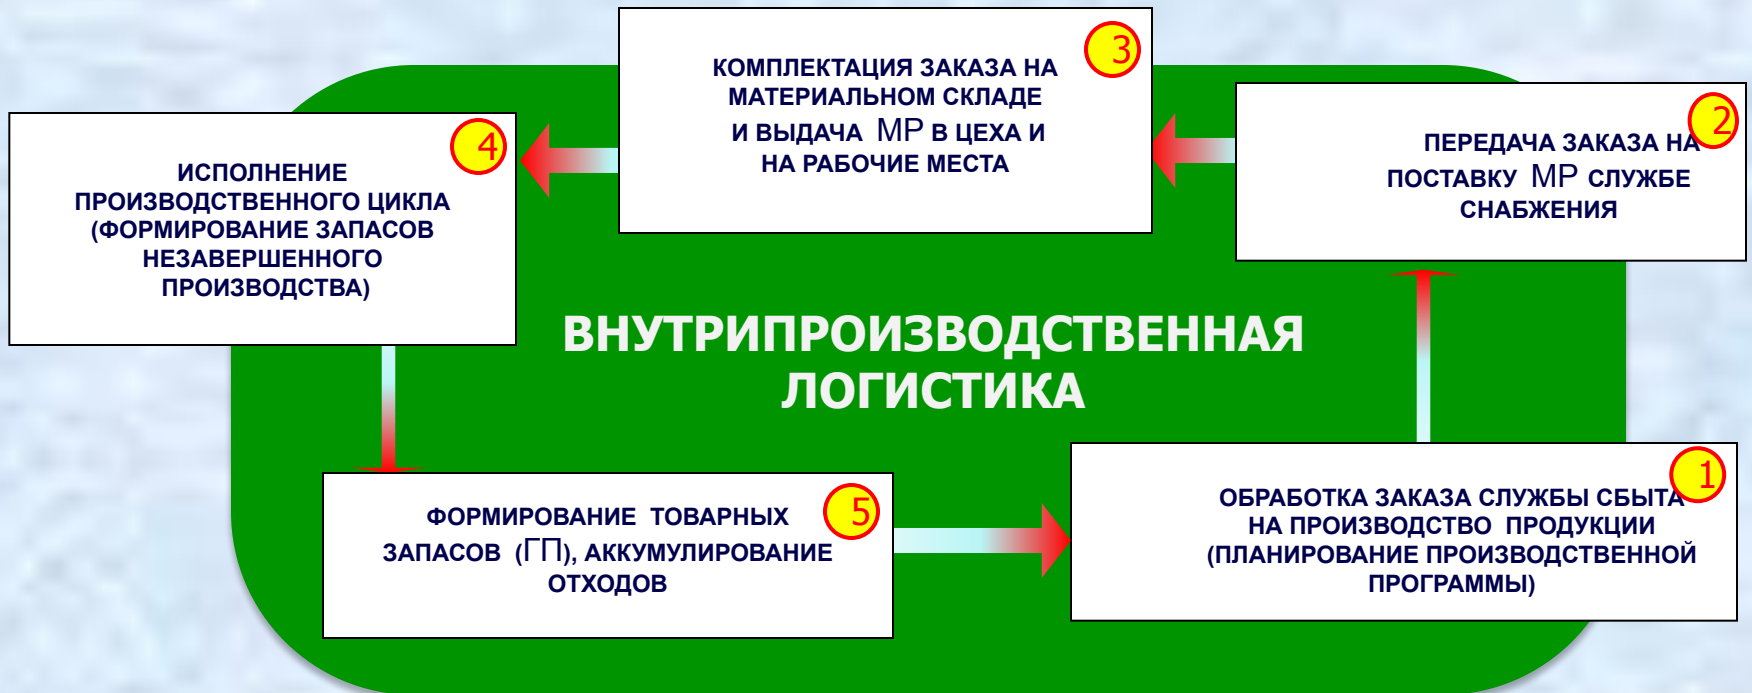 3
КОМПЛЕКТАЦИЯ ЗАКАЗА НА
МАТЕРИАЛЬНОМ СКЛАДЕ
И ВЫДАЧА МР В ЦЕХА И
НА РАБОЧИЕ МЕСТА
2
ПЕРЕДАЧА ЗАКАЗА НА
ПОСТАВКУ МР СЛУЖБЕ
СНАБЖЕНИЯ
4
ИСПОЛНЕНИЕ
ПРОИЗВОДСТВЕННОГО ЦИКЛА
(ФОРМИРОВАНИЕ ЗАПАСОВ
НЕЗАВЕРШЕННОГО
ПРОИЗВОДСТВА)
ВНУТРИПРОИЗВОДСТВЕННАЯ
ЛОГИСТИКА
5
ФОРМИРОВАНИЕ ТОВАРНЫХ
ЗАПАСОВ (ГП), АККУМУЛИРОВАНИЕ
ОТХОДОВ
1
ОБРАБОТКА ЗАКАЗА СЛУЖБЫ СБЫТА
НА ПРОИЗВОДСТВО ПРОДУКЦИИ
(ПЛАНИРОВАНИЕ ПРОИЗВОДСТВЕННОЙ
ПРОГРАММЫ)